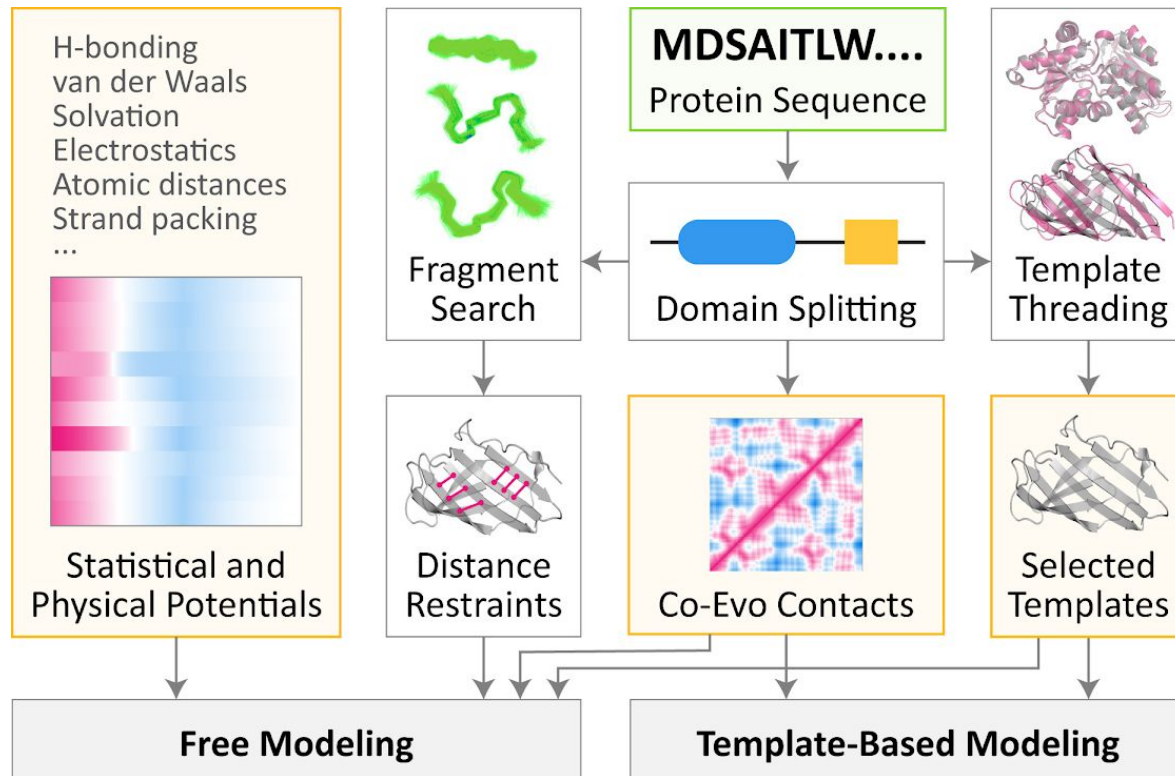 H-bonding
van der Waals
Solvation
Electrostatics
Atomic distances
Strand packing
...
Statistical and
Physical Potentials
Fragment
Search
MDSAITLW....
Protein Sequence
Domain Splitting
Template
Threading
Distance
Restraints
Co-Evo Contacts
Selected
Templates
Free Modeling
Template-Based Modeling